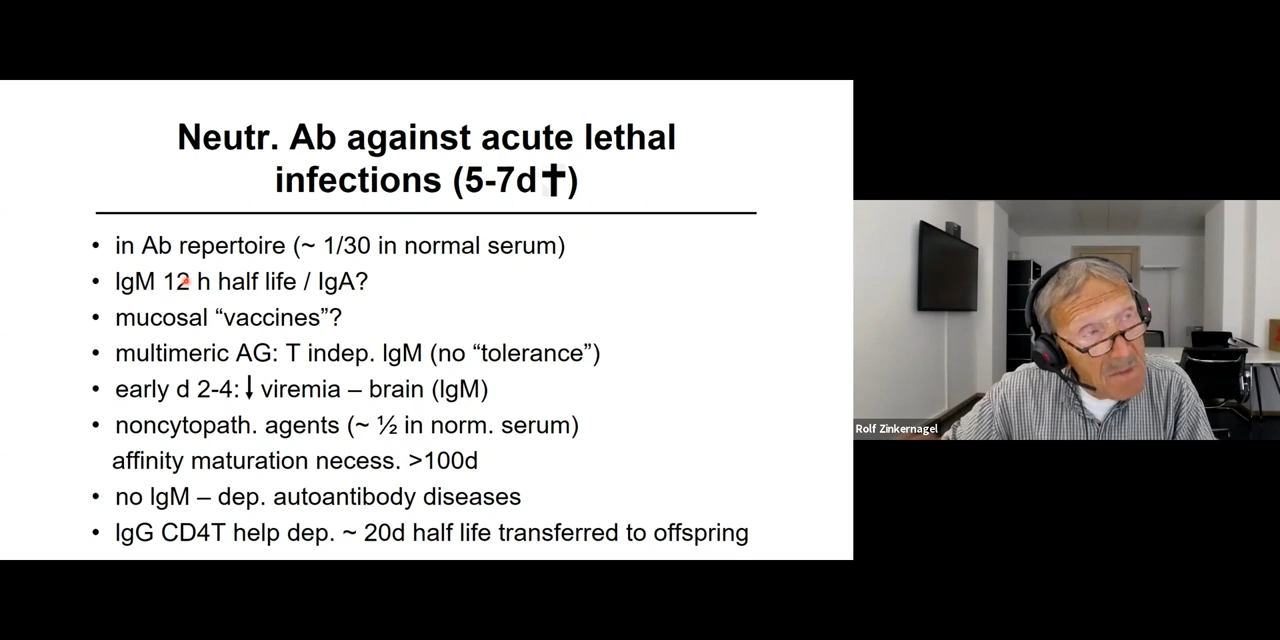 Neutr. Ab against acute lethal
infections (5-7d✝)
• in Ab repertoire (~ 1/30 in normal serum)
• IgM 12 h half life / IgA?
• mucosal “vaccines”?
• multimeric AG: T indep. IgM (no “tolerance”)
• early d 2-4:↓ viremia – brain (IgM)
• noncytopath. agents (~ ½ in norm. serum)
affinity maturation necess. >100d
• no IgM – dep. autoantibody diseases
• IgG CD4T help dep. ~ 20d half life transferred to offspring
Rolf Zinkernagel